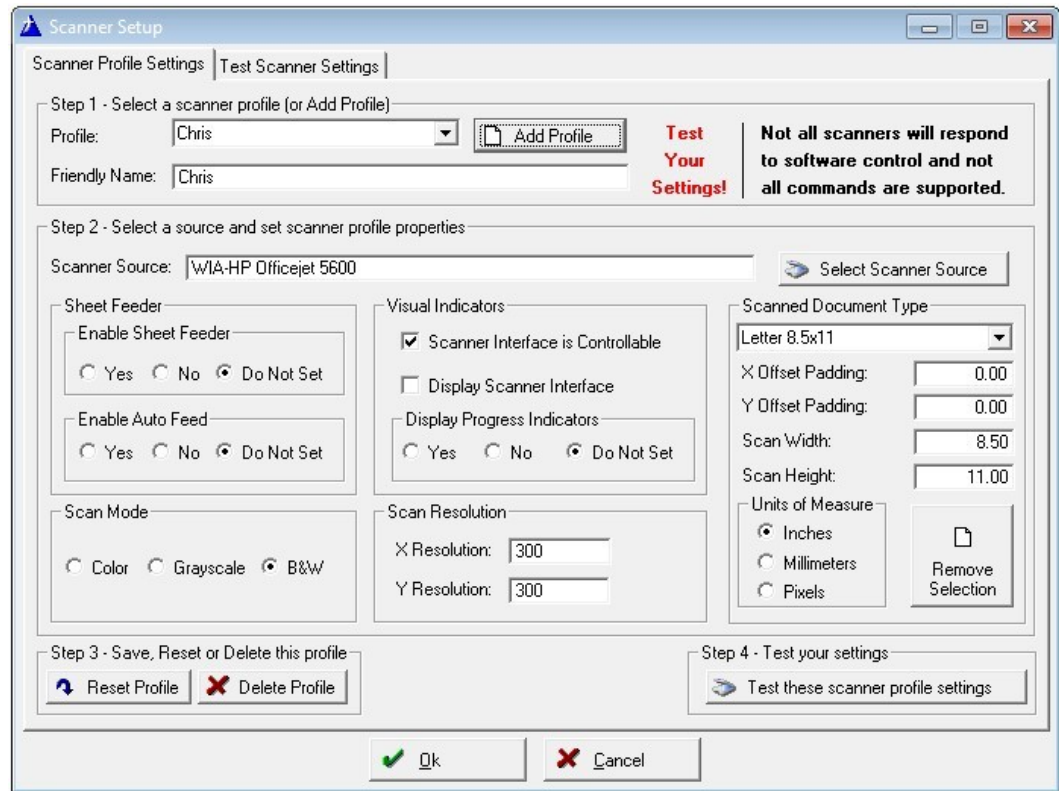 Scanner Setup
Scanner Profile Settings
Test Scanner Settings
Step 1 - Select a scanner profile (or Add Profile)
Profile: Chris
Add Profile
Friendly Name: Chris
Test
Your
Settings!
Not all scanners will respond
to software control and not
all commands are supported.
Step 2 - Select a source and set scanner profile properties
Scanner Source: WIA-HP Officejet 5600
Select Scanner Source
Sheet Feeder
Enable Sheet Feeder
Yes No Do Not Set
Enable Auto Feed
Yes No Do Not Set
Visual Indicators
Scanner Interface is Controllable
Display Scanner Interface
Display Progress Indicators
Yes No Do Not Set
Scanned Document Type
Letter 8.5x11
X Offset Padding: 0.00
Y Offset Padding: 0.00
Scan Width: 8.50
Scan Height: 11.00
Units of Measure
Inches
Millimeters
Pixels
Remove
Selection
Scan Mode
Color Grayscale B&W
Scan Resolution
X Resolution: 300
Y Resolution: 300
Step 3 - Save, Reset or Delete this profile
Reset Profile Delete Profile
Step 4 - Test your settings
Test these scanner profile settings
Ok Cancel